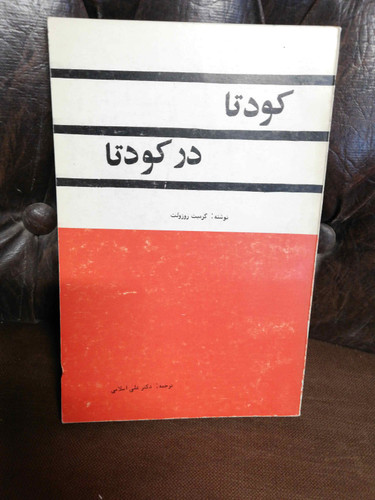 کودتا
در کودتا
نوشته: کرمیت روزولت
ترجمه: دکتر علی اسلامی